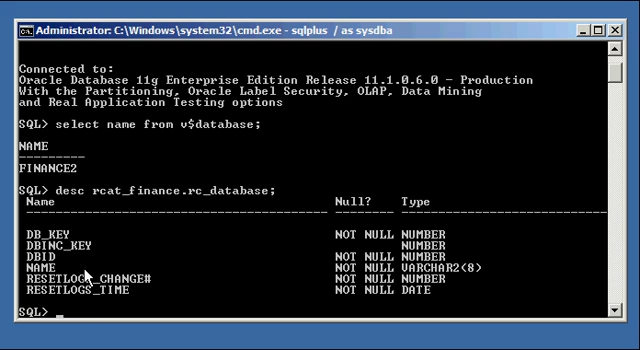 Administrator: C:\Windows\system32\cmd.exe - sqlplus / as sysdba
Connected to:
Oracle Database 11g Enterprise Edition Release 11.1.0.6.0 - Production
With the Partitioning, Oracle Label Security, OLAP, Data Mining
and Real Application Testing options
SQL> select name from v$database;
NAME
---------
FINANCE2
SQL> desc rcat_finance.rc_database;
Name Null? Type
----------------------------------------- -------- ----------------------------
DB_KEY NOT NULL NUMBER
DBINC_KEY NUMBER
DBID NOT NULL NUMBER
NAME NOT NULL VARCHAR2(8)
RESETLOGS_CHANGE# NOT NULL NUMBER
RESETLOGS_TIME NOT NULL DATE
SQL> _